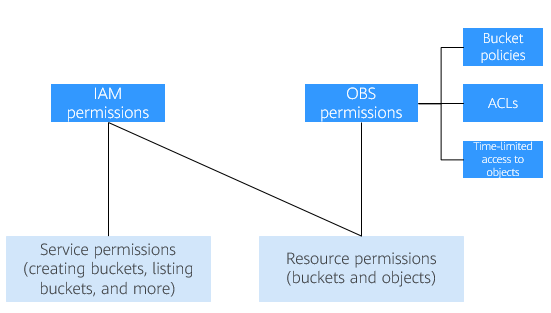 Bucket
policies
IAM
permissions
OBS
permissions
ACLs
Time-limited
access to
objects
Service permissions
(creating buckets, listing
buckets, and more)
Resource permissions
(buckets and objects)